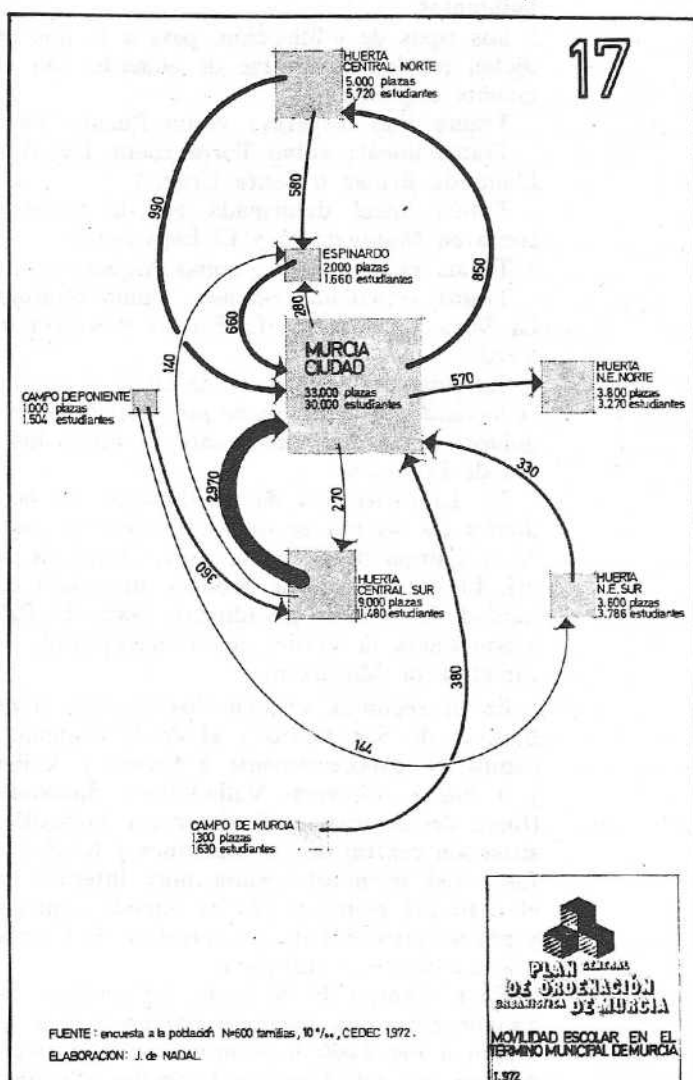 17
HUERTA
CENTRAL NORTE
5.000 plazas
5.720 estudiantes
990
580
850
ESPINARDO
2.000 plazas
1.660 estudiantes
660
280
140
MURCIA
CIUDAD
33.000 plazas
30.000 estudiantes
570
HUERTA
N.E. NORTE
3.800 plazas
3.270 estudiantes
CAMPO DE PONIENTE
1.000 plazas
1.504 estudiantes
2.970
270
330
360
HUERTA
CENTRAL SUR
9.000 plazas
11.480 estudiantes
HUERTA
N.E. SUR
3.600 plazas
3.786 estudiantes
380
144
CAMPO DE MURCIA
1.300 plazas
1.630 estudiantes
PLAN GENERAL
DE ORDENACIÓN
URBANISTICA DE MURCIA
MOVILIDAD ESCOLAR EN EL
TERMINO MUNICIPAL DE MURCIA
1.972
FUENTE : encuesta a la población N=600 familias, 10 º/₀₀ , CEDEC 1.972.
ELABORACION: J. de NADAL